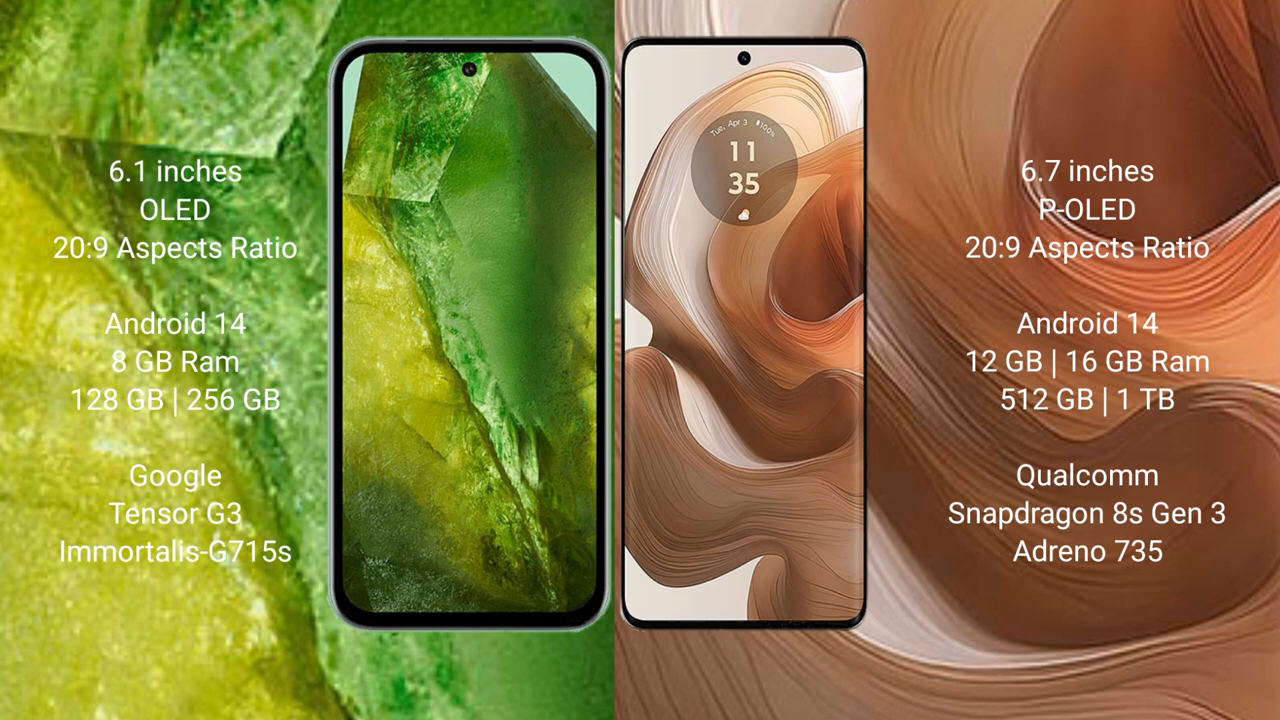 6.1 inches
OLED
20:9 Aspects Ratio
Android 14
8 GB Ram
128 GB | 256 GB
Google
Tensor G3
Immortalis-G715s
Tue, Apr 3 100%
11
35
6.7 inches
P-OLED
20:9 Aspects Ratio
Android 14
12 GB | 16 GB Ram
512 GB | 1 TB
Qualcomm
Snapdragon 8s Gen 3
Adreno 735